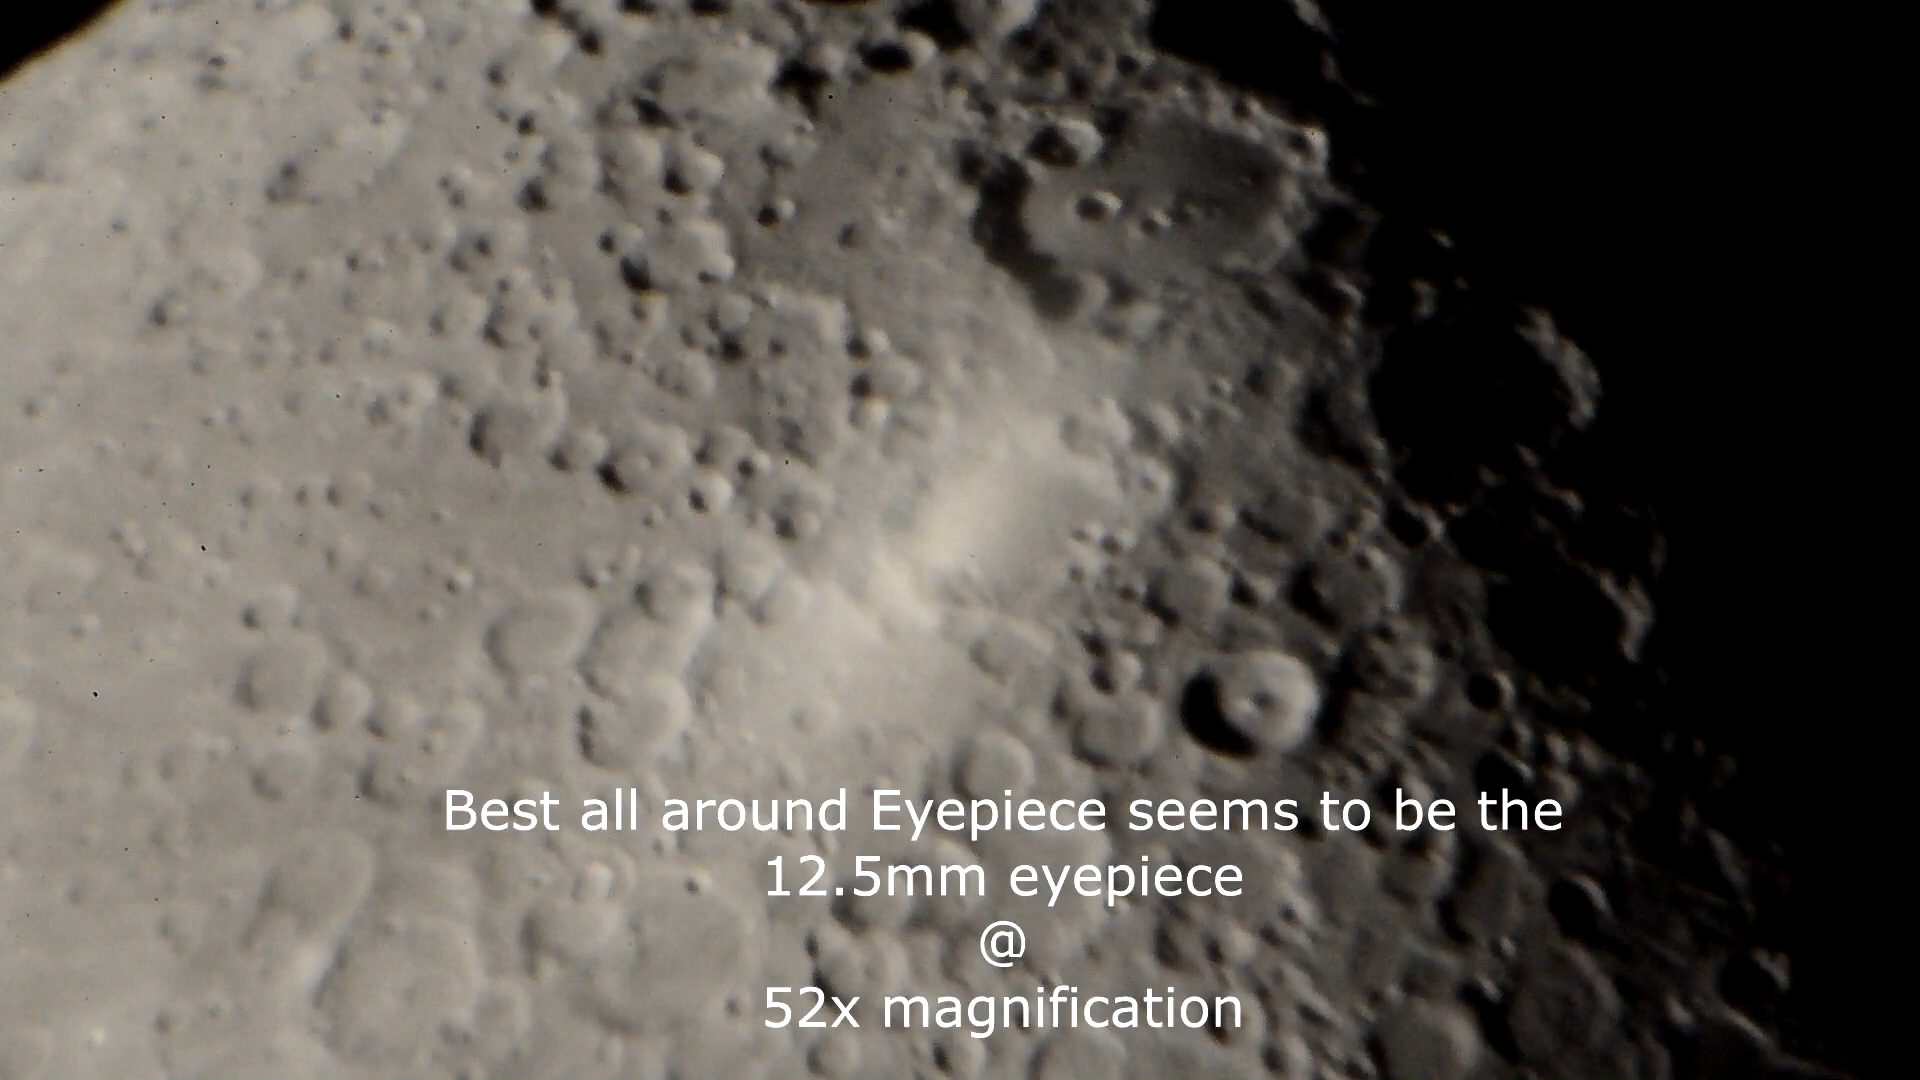 Best all around Eyepiece seems to be the
12.5mm eyepiece
@
52x magnification